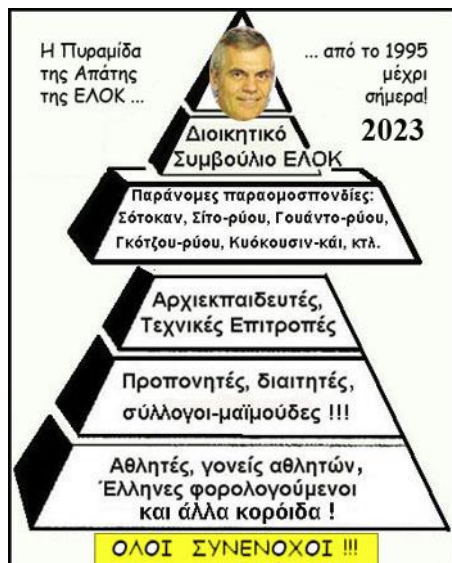 Η Πυραμίδα
της Απάτης
της ΕΛΟΚ ...
... από το 1995
μέχρι
σήμερα!
2023
Διοικητικό
Συμβούλιο ΕΛΟΚ
Παράνομες παραομοσπονδίες:
Σότοκαν, Σίτο-ρύου, Γουάντο-ρύου,
Γκότζου-ρύου, Κυόκουσιν-κάι, κτλ.
Αρχιεκπαιδευτές,
Τεχνικές Επιτροπές
Προπονητές, διαιτητές,
σύλλογοι-μαϊμούδες !!!
Αθλητές, γονείς αθλητών,
Έλληνες φορολογούμενοι
και άλλα κορόιδα !
ΟΛΟΙ ΣΥΝΕΝΟΧΟΙ !!!